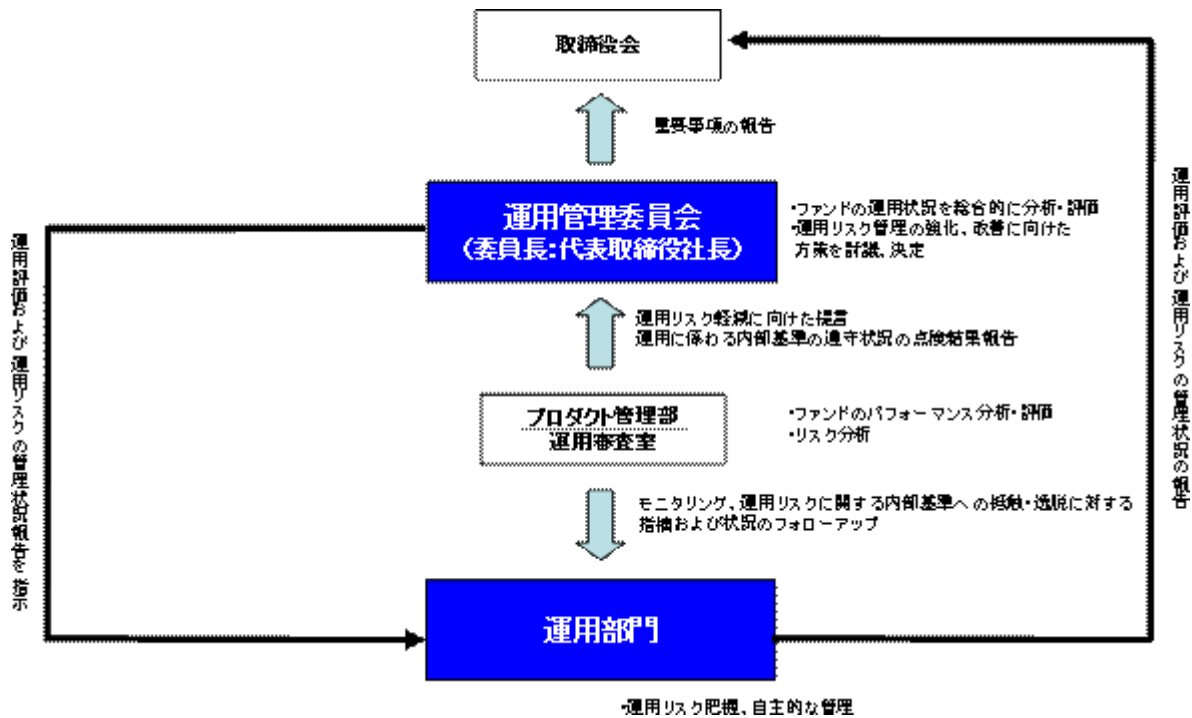 取締役会
重要事項の報告
運用管理委員会
(委員長:代表取締役社長)
・ファンドの運用状況を総合的に分析・評価
・運用リスク管理の強化、改善に向けた
方策を討議、決定
運用リスク軽減に向けた提言
運用に係わる内部基準の遵守状況の点検結果報告
プロダクト管理部
運用審査室
・ファンドのパフォーマンス分析・評価
・リスク分析
モニタリング、運用リスクに関する内部基準への抵触・逸脱に対する
指摘および状況のフォローアップ
運用部門
・運用リスク把握、自主的な管理
運用評価および運用リスクの管理状況報告を指示
運用評価および運用リスクの管理状況の報告